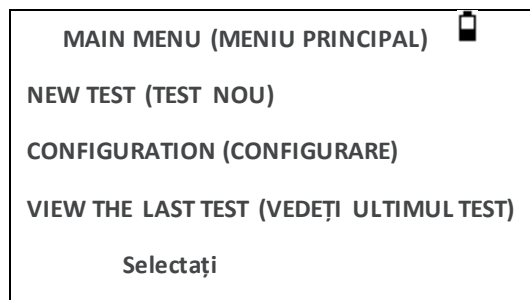 MAIN MENU (MENIU PRINCIPAL)
NEW TEST (TEST NOU)
CONFIGURATION (CONFIGURARE)
VIEW THE LAST TEST (VEDEȚI ULTIMUL TEST)
Selectați